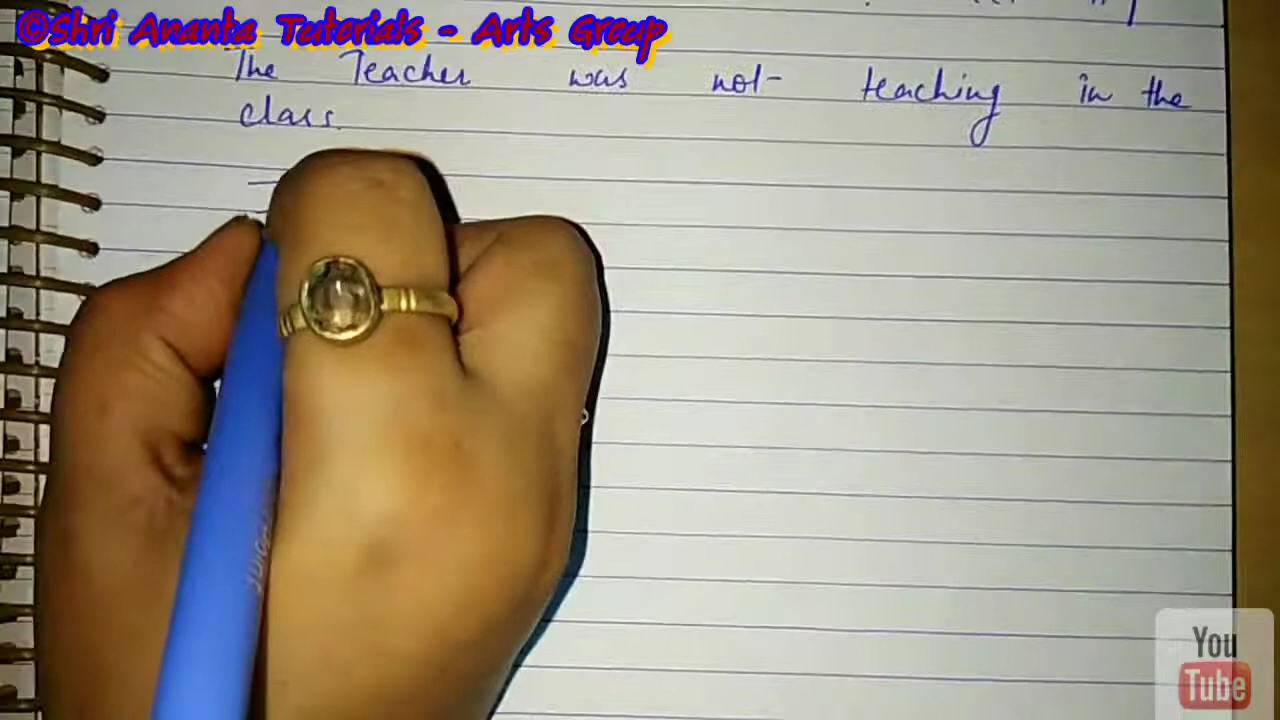 ©Shri Ananta Tutorials - Arts Group
The Teacher was not teaching in the
class.
You
Tube